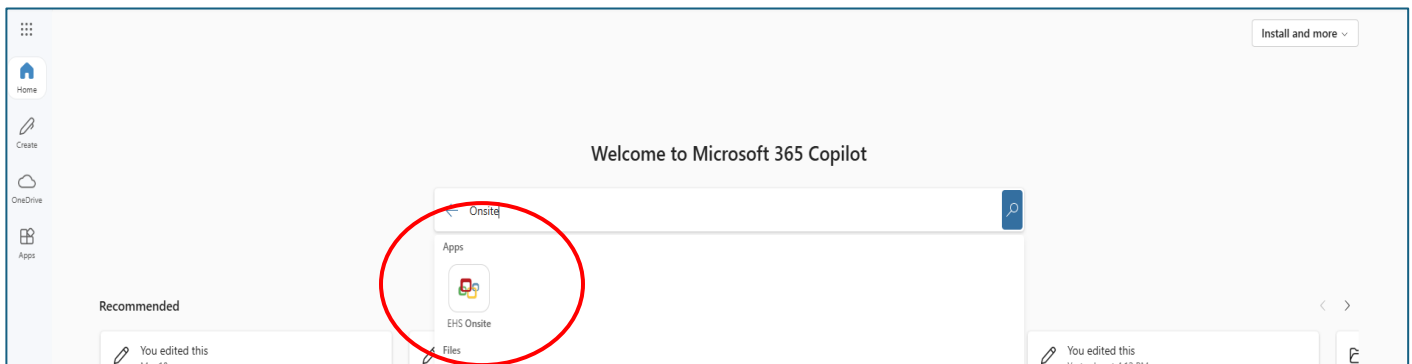 Install and more
Home
Create
OneDrive
Apps
Welcome to Microsoft 365 Copilot
Onsite
Apps
EHS Onsite
Files
Recommended
You edited this
You edited this